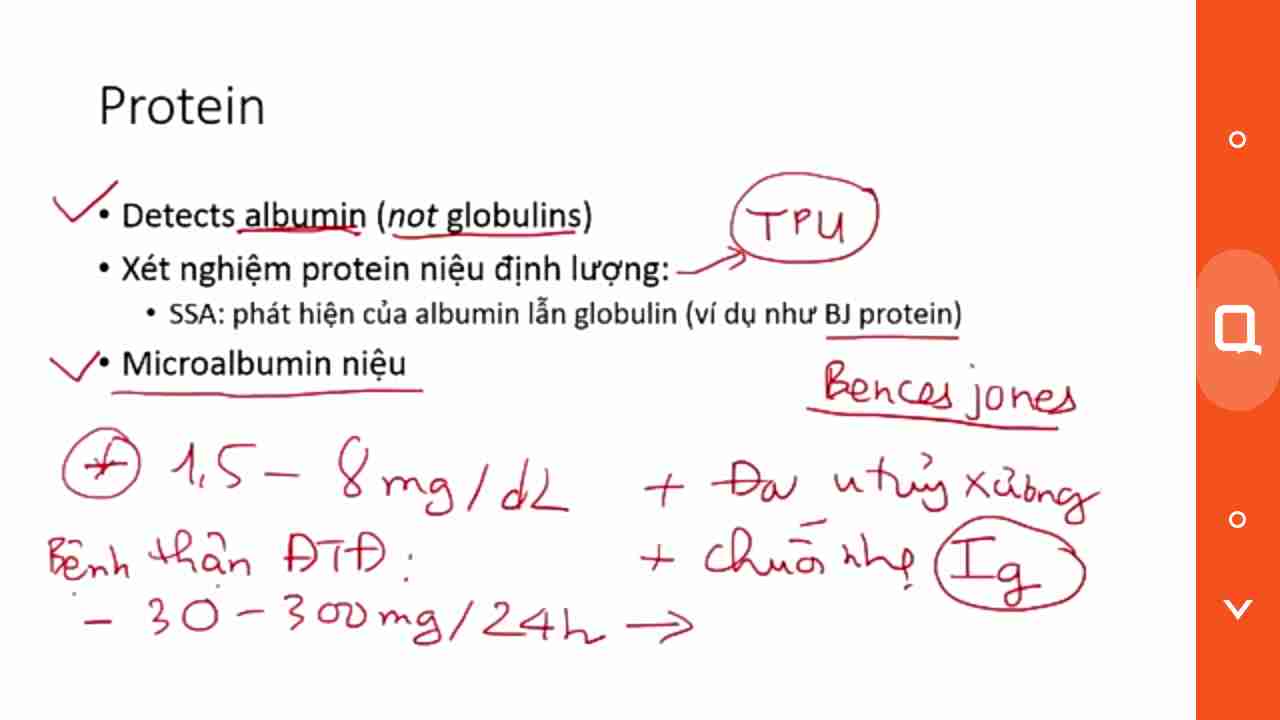 Protein
• Detects albumin (not globulins)
TPU
• Xét nghiệm protein niệu định lượng:
• SSA: phát hiện của albumin lẫn globulin (ví dụ như BJ protein)
• Microalbumin niệu
Bences jones
+ 1,5 - 8mg/dL
+ Đa u tủy xương
Bệnh thận ĐTĐ:
+ chuỗi nhẹ Ig
- 30 - 300mg/24h →